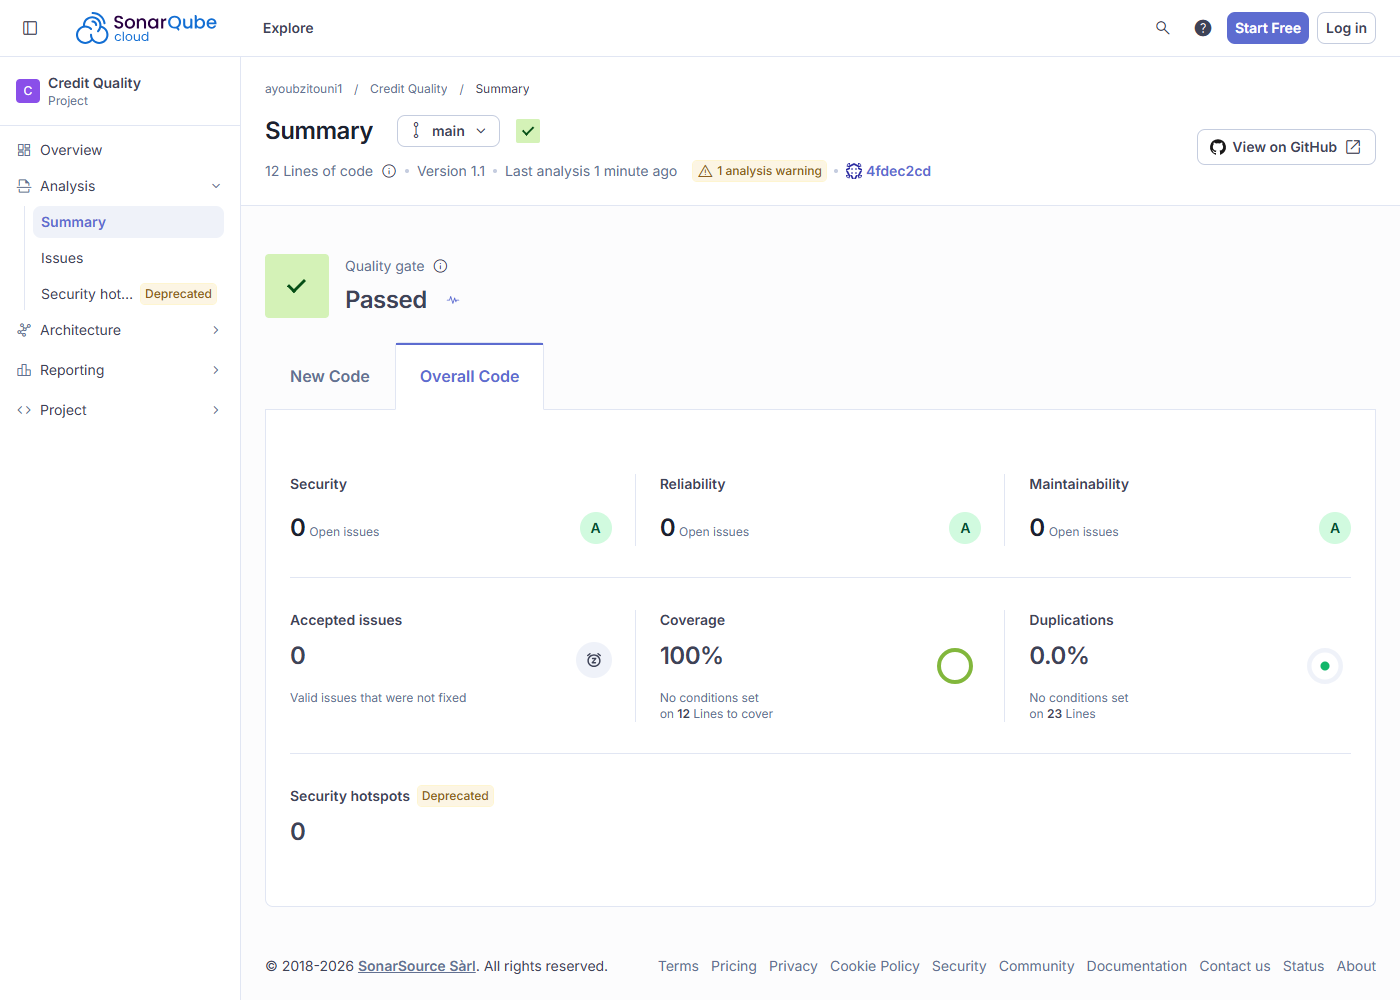 SonarQube
cloud
Explore
?
Start Free
Log in
C
Credit Quality
Project
Overview
Analysis
Summary
Issues
Security hot... Deprecated
Architecture
Reporting
Project
ayoubzitouni1 / Credit Quality / Summary
Summary
main
View on GitHub
12 Lines of code • Version 1.1 • Last analysis 1 minute ago 1 analysis warning • 4fdec2cd
Quality gate
Passed
New Code
Overall Code
Security
0 Open issues
A
Reliability
0 Open issues
A
Maintainability
0 Open issues
A
Accepted issues
0
Valid issues that were not fixed
Coverage
100%
No conditions set
on 12 Lines to cover
Duplications
0.0%
No conditions set
on 23 Lines
Security hotspots Deprecated
0
© 2018-2026 SonarSource Sàrl. All rights reserved.
Terms Pricing Privacy Cookie Policy Security Community Documentation Contact us Status About